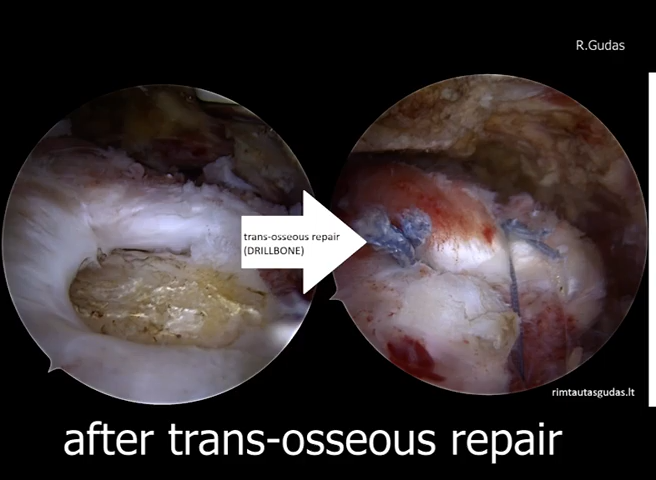 R.Gudas
trans-osseous repair
(DRILLBONE)
rimtautasgudas.lt
after trans-osseous repair